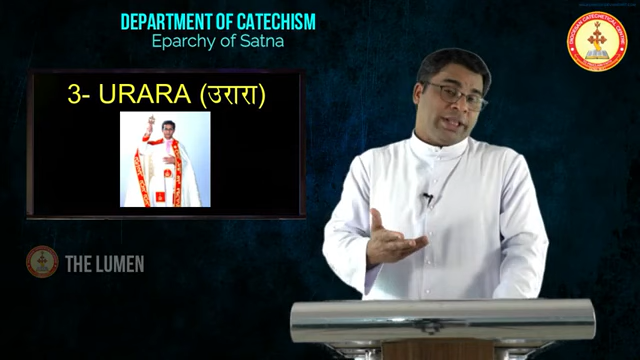 DEPARTMENT OF CATECHISM
Eparchy of Satna
3- URARA (उरारा)
THE LUMEN